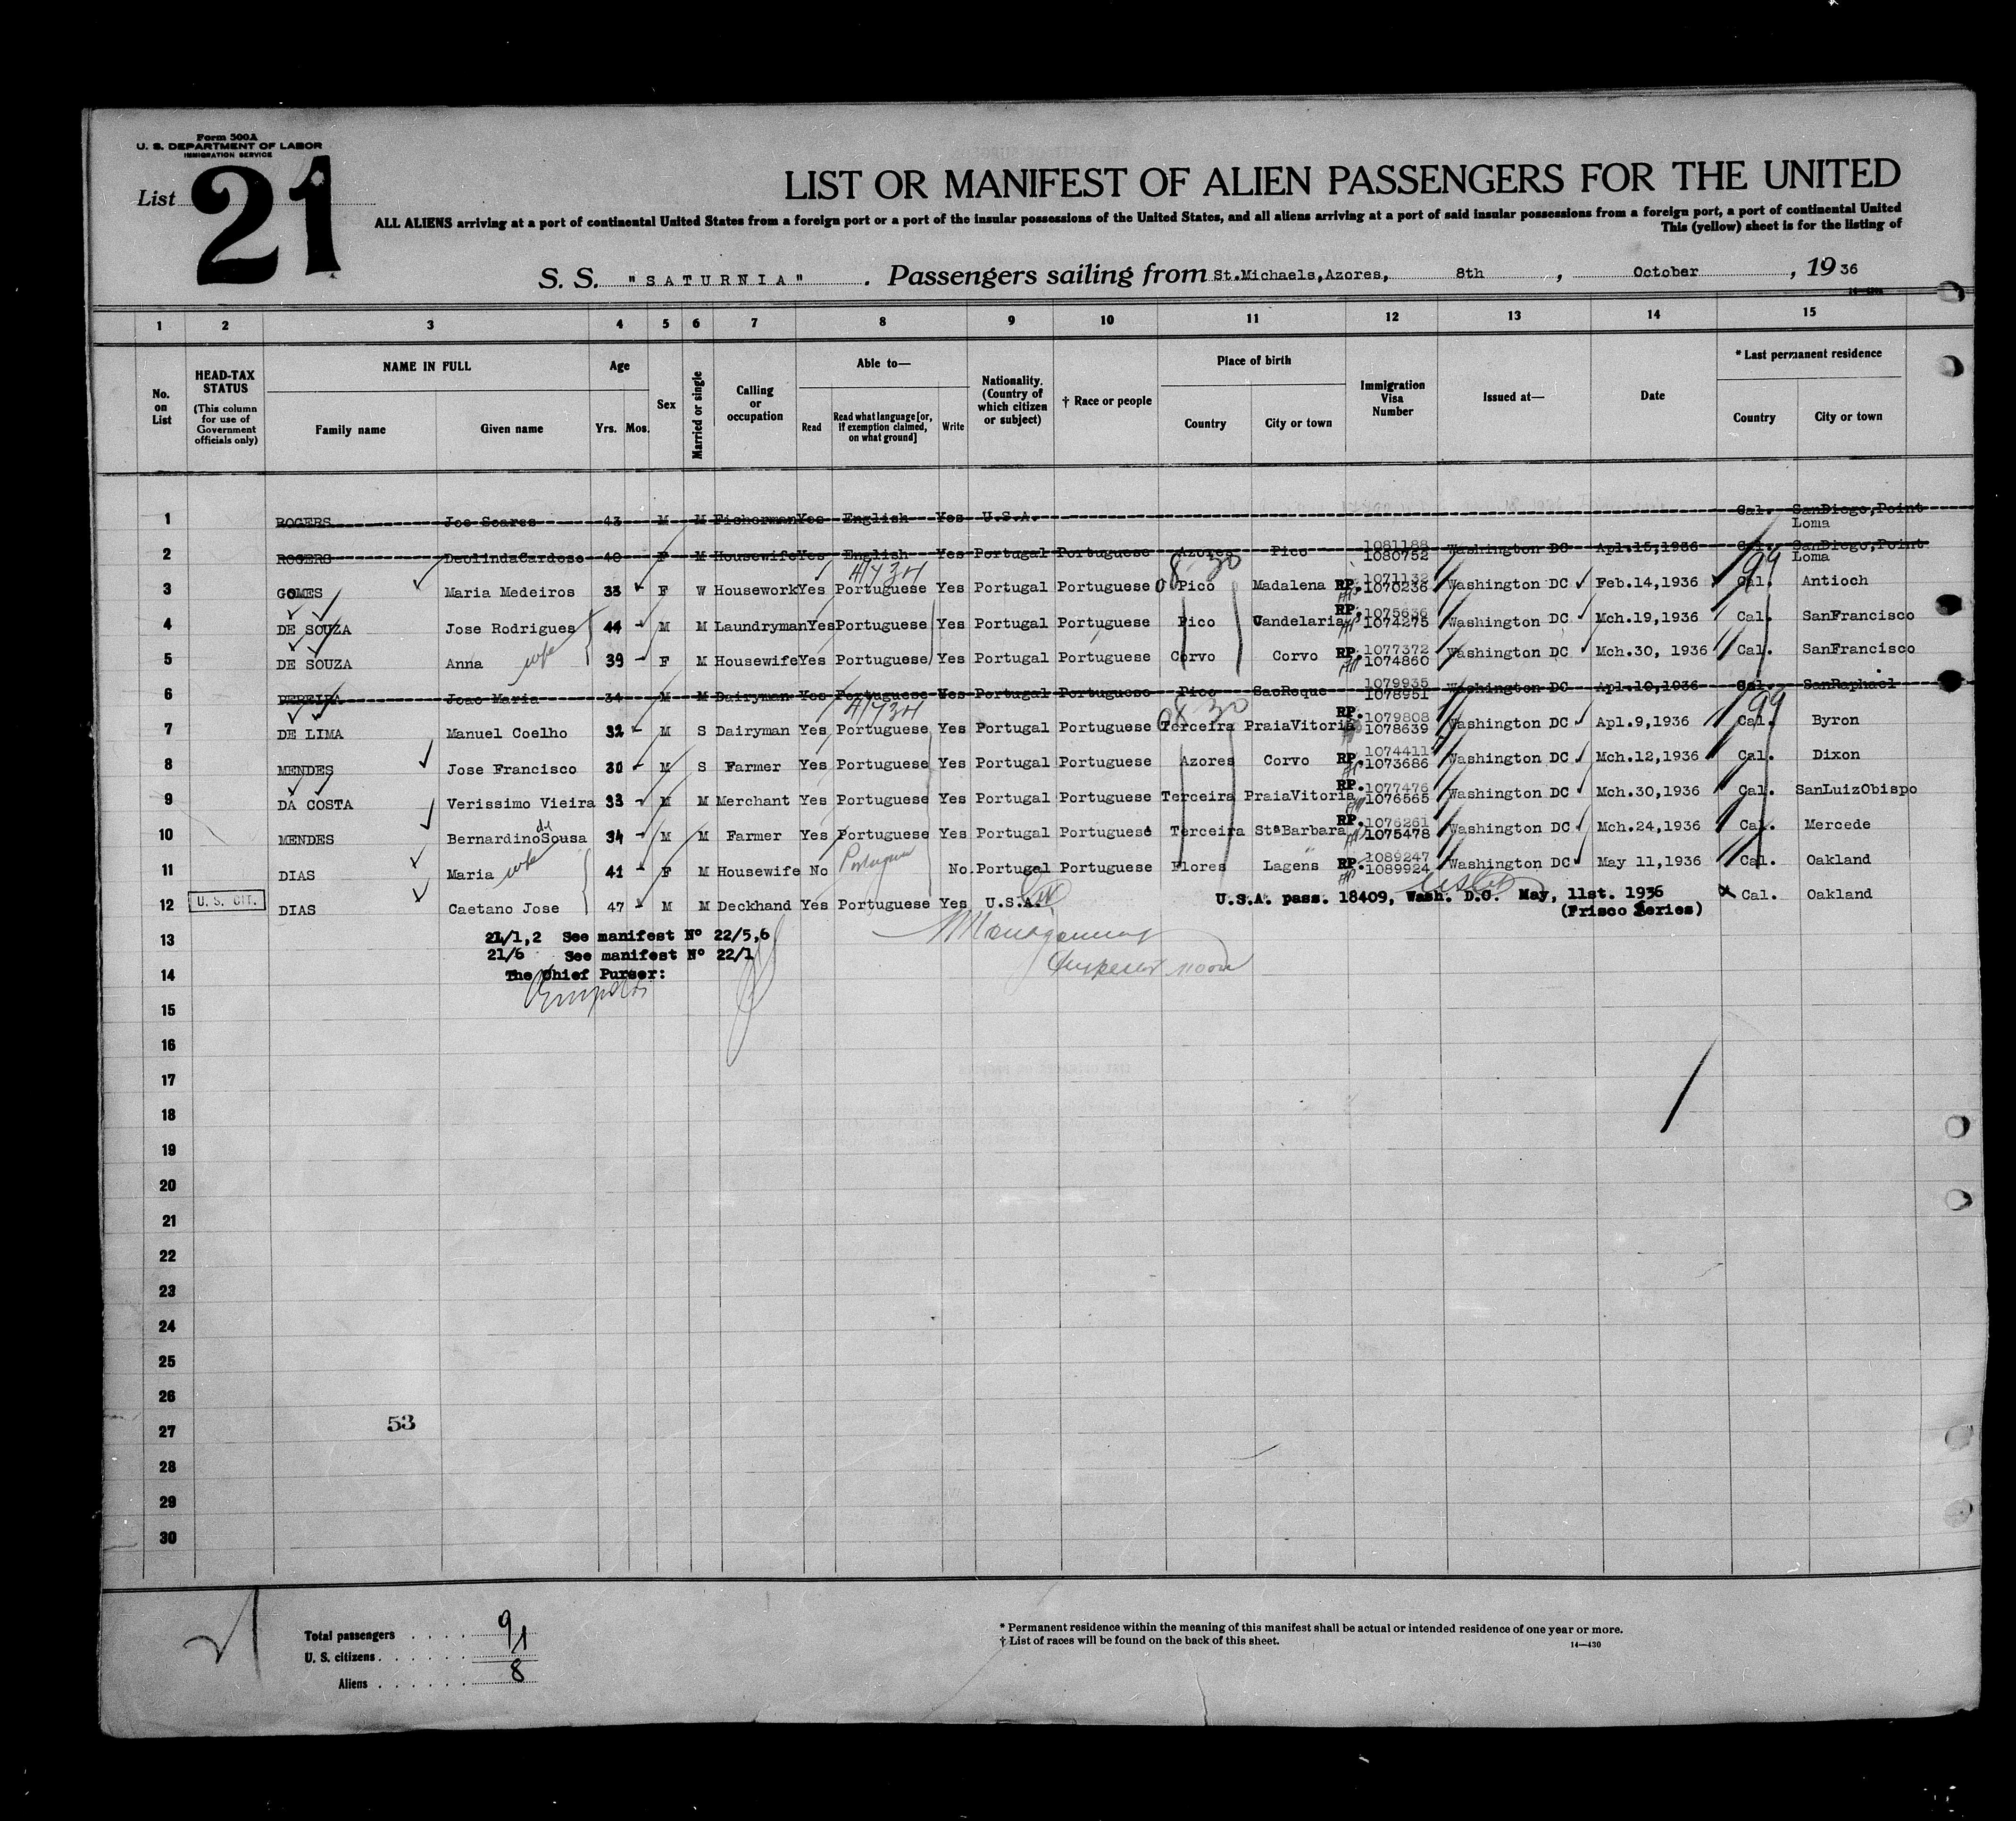 Form 500A
U. S. DEPARTMENT OF LABOR
IMMIGRATION SERVICE
List 21
LIST OR MANIFEST OF ALIEN PASSENGERS FOR THE UNITED
ALL ALIENS arriving at a port of continental United States from a foreign port or a port of the insular possessions of the United States, and all aliens arriving at a port of said insular possessions from a foreign port, a port of continental United
This (yellow) sheet is for the listing of
S. S. "SATURNIA". Passengers sailing from St.Michaels,Azores, 8th, October, 1936
1 2 3 4 5 6 7 8 9 10 11 12 13 14 15
No. on List
HEAD-TAX STATUS
(This column for use of Government officials only)
NAME IN FULL
Family name Given name
Age
Yrs. Mos.
Sex
Married or single
Calling or occupation
Able to—
Read
Read what language [or, if exemption claimed, on what ground]
Write
Nationality. (Country of which citizen or subject)
† Race or people
Place of birth
Country City or town
Immigration Visa Number
Issued at—
Date
* Last permanent residence
Country City or town
1 ROGERS Joe Soares 43 M M Fisherman Yes English Yes U.S.A. Cal. SanDiego,Point Loma
2 ROGERS DeolindaCardoso 40 F M Housewife Yes English Yes Portugal Portuguese Azores Pico 1081188 1080752 Washington DC Apl.15,1936 Cal. SanDiego,Point Loma
3 GOMES Maria Medeiros 33 F W Housework Yes Portuguese Yes Portugal Portuguese Pico Madalena RP. 1071132 1070236 Washington DC Feb.14,1936 Cal. Antioch
4 DE SOUZA Jose Rodrigues 44 M M Laundryman Yes Portuguese Yes Portugal Portuguese Pico Candelaria RP. 1075636 1074275 Washington DC Mch.19,1936 Cal. SanFrancisco
5 DE SOUZA Anna wife 39 F M Housewife Yes Portuguese Yes Portugal Portuguese Corvo Corvo RP. 1077372 1074860 Washington DC Mch.30, 1936 Cal. SanFrancisco
6 PEREIRA Joao Maria 34 M M Dairyman Yes Portuguese Yes Portugal Portuguese Pico SaoRoque 1079935 1078951 Washington DC Apl.10,1936 Cal. SanRaphael
7 DE LIMA Manuel Coelho 32 M S Dairyman Yes Portuguese Yes Portugal Portuguese Terceira PraiaVitoria RP. 1079808 1078639 Washington DC Apl.9,1936 Cal. Byron
8 MENDES Jose Francisco 30 M S Farmer Yes Portuguese Yes Portugal Portuguese Azores Corvo RP. 1074411 1073686 Washington DC Mch.12,1936 Cal. Dixon
9 DA COSTA Verissimo Vieira 33 M M Merchant Yes Portuguese Yes Portugal Portuguese Terceira PraiaVitoria RP. 1077476 1076565 Washington DC Mch.30,1936 Cal. SanLuizObispo
10 MENDES Bernardino de Sousa 34 M M Farmer Yes Portuguese Yes Portugal Portuguese Terceira StªBarbara RP. 1076261 1075478 Washington DC Mch.24,1936 Cal. Mercede
11 DIAS Maria wife 41 F M Housewife No Portuguese No Portugal Portuguese Flores Lagens RP. 1089247 1089924 Washington DC May 11,1936 Cal. Oakland
12 U. S. CIT. DIAS Caetano Jose 47 M M Deckhand Yes Portuguese Yes U.S.A. U.S.A. pass. 18409, Wash. D.C. May, 11st. 1936 Cal. Oakland
(Frisco Series)
13 21/1,2 See manifest Nº 22/5,6
21/6 See manifest Nº 22/1
14 The Chief Purser:
15
16
17
18
19
20
21
22
23
24
25
26
27
28
29
30
53
Total passengers 9
U. S. citizens 1
Aliens 8
* Permanent residence within the meaning of this manifest shall be actual or intended residence of one year or more.
† List of races will be found on the back of this sheet.
14—430